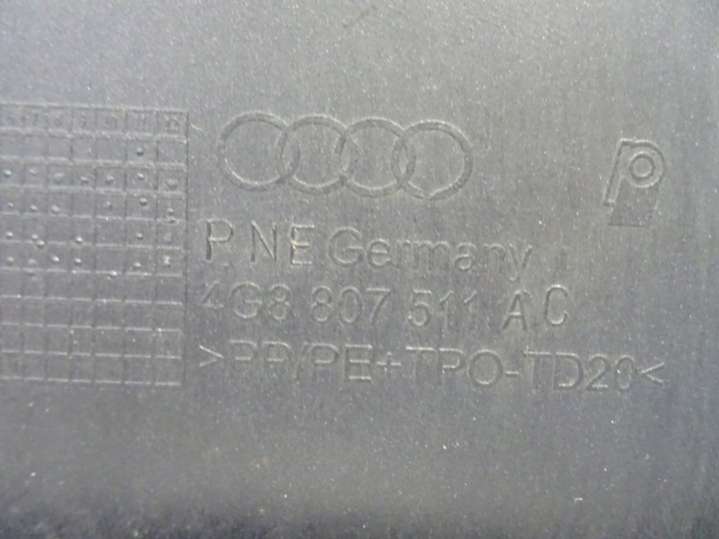 P NE Germany
4G8 807 511 A C
>PP/PE+TPO-TD20<